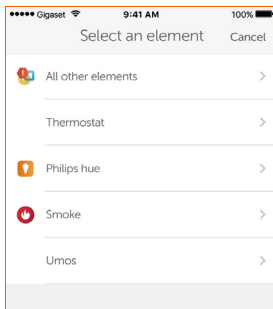 Gigaset 9:41 AM 100%
Select an element Cancel
All other elements
Thermostat
Philips hue
Smoke
Umos